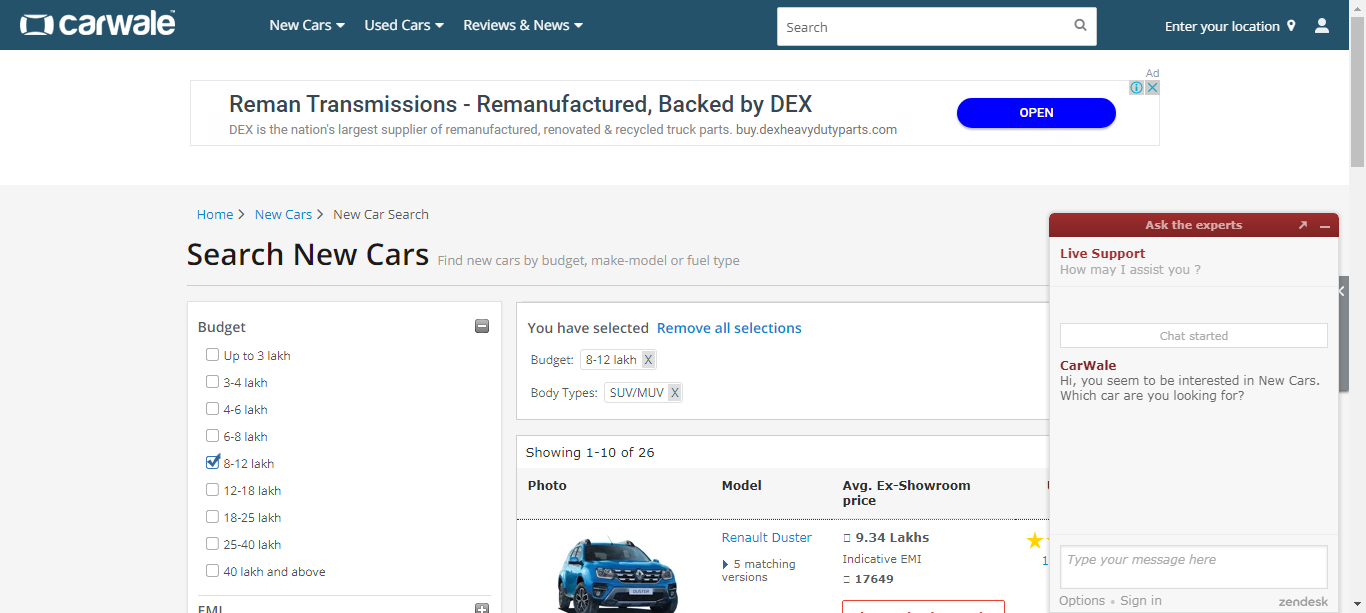 carwale
New Cars Used Cars Reviews & News Search Enter your location
Ad
Reman Transmissions - Remanufactured, Backed by DEX
DEX is the nation's largest supplier of remanufactured, renovated & recycled truck parts. buy.dexheavydutyparts.com
OPEN
Home New Cars New Car Search
Search New Cars Find new cars by budget, make-model or fuel type
Budget
Up to 3 lakh
3-4 lakh
4-6 lakh
6-8 lakh
8-12 lakh
12-18 lakh
18-25 lakh
25-40 lakh
40 lakh and above
EMI
You have selected Remove all selections
Budget: 8-12 lakh X
Body Types: SUV/MUV X
Showing 1-10 of 26
Photo Model Avg. Ex-Showroom
price
Renault Duster
5 matching
versions
9.34 Lakhs
Indicative EMI
17649
1
DUSTER
Ask the experts
Live Support
How may I assist you ?
Chat started
CarWale
Hi, you seem to be interested in New Cars.
Which car are you looking for?
Type your message here
Options • Sign in zendesk